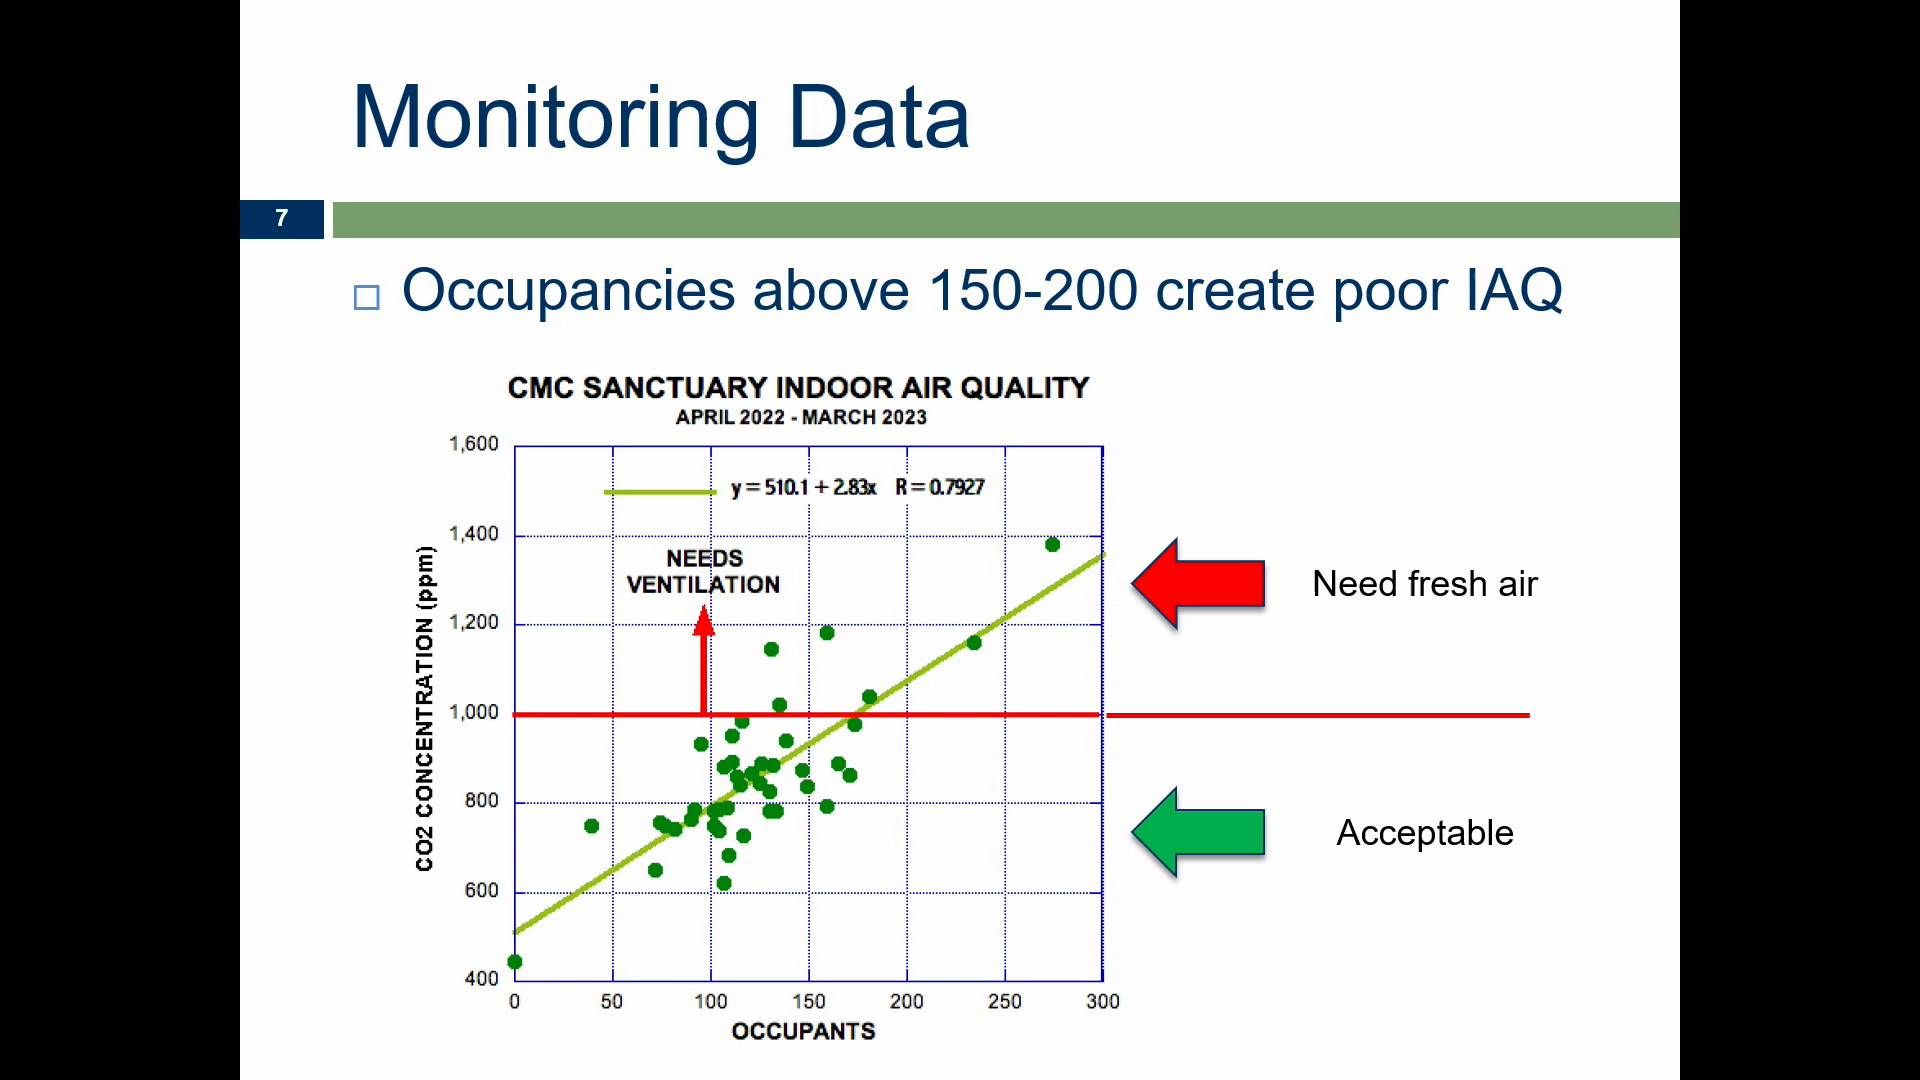 Monitoring Data
7
Occupancies above 150-200 create poor IAQ
CMC SANCTUARY INDOOR AIR QUALITY
APRIL 2022 - MARCH 2023
1,600
y = 510.1 + 2.83x R = 0.7927
1,400
NEEDS
VENTILATION
Need fresh air
1,200
1,000
800
Acceptable
600
400
CO2 CONCENTRATION (ppm)
0 50 100 150 200 250 300
OCCUPANTS